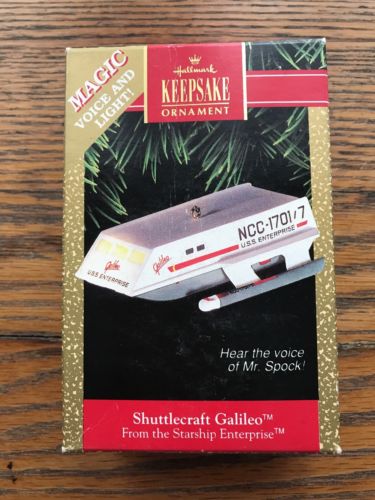 MAGIC
VOICE AND
LIGHT!
Hallmark
KEEPSAKE
ORNAMENT
NCC-1701/7
U.S.S. ENTERPRISE
Galileo
Galileo
U.S.S. ENTERPRISE
Hear the voice
of Mr. Spock!
Shuttlecraft Galileo™
From the Starship Enterprise™